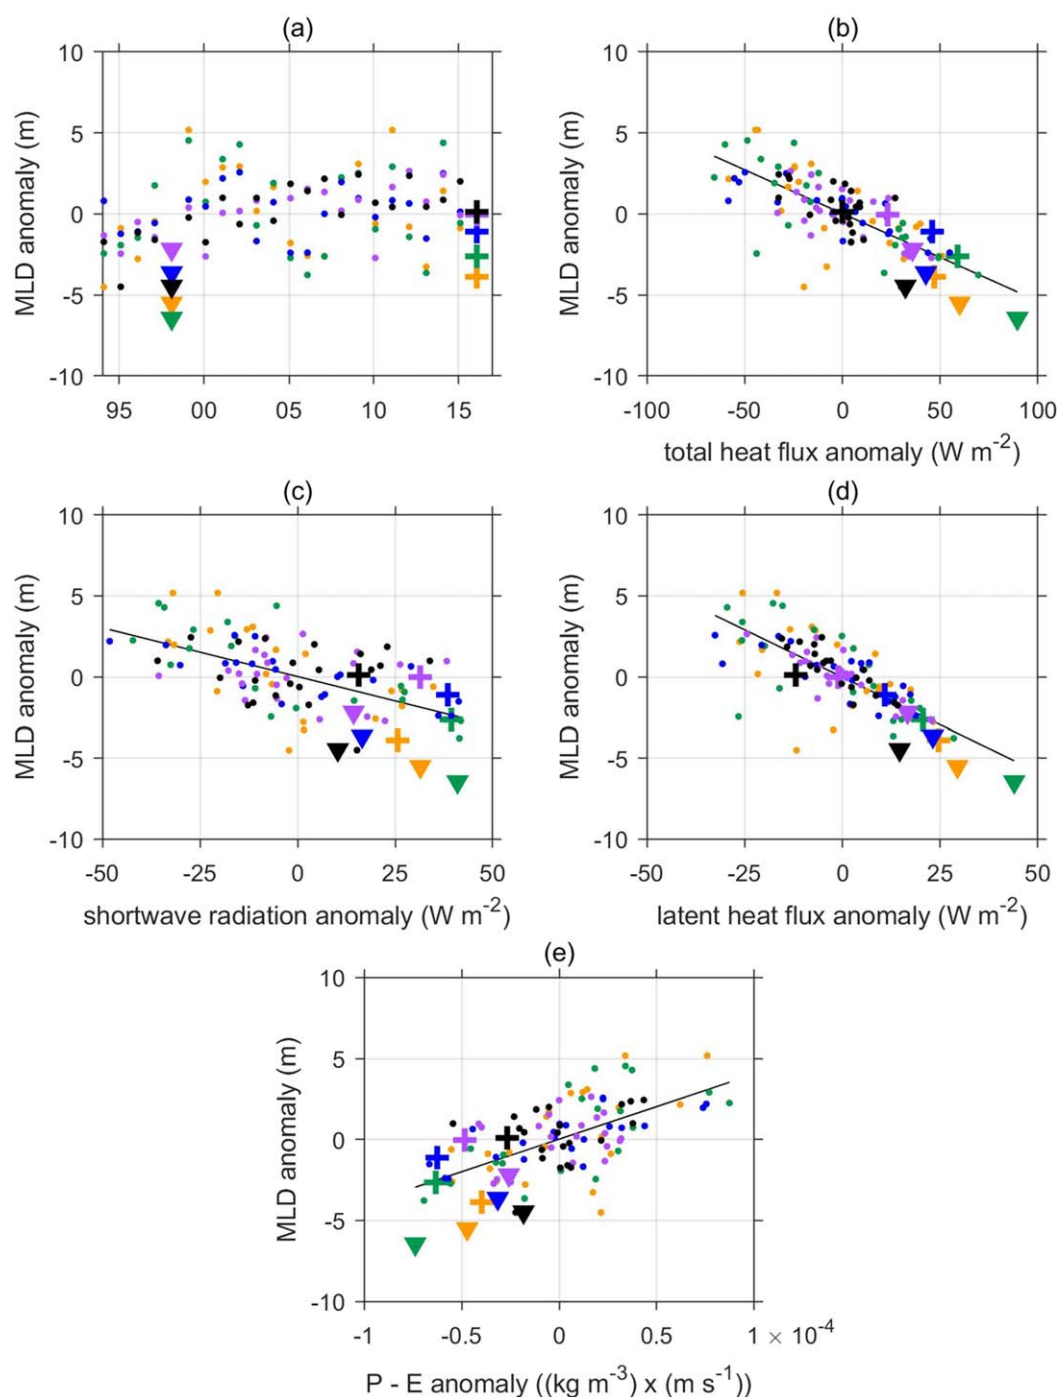 (a)
10
5
0
-5
-10
MLD anomaly (m)
95 00 05 10 15
(b)
10
5
0
-5
-10
MLD anomaly (m)
-100 -50 0 50 100
total heat flux anomaly (W m⁻²)
(c)
10
5
0
-5
-10
MLD anomaly (m)
-50 -25 0 25 50
shortwave radiation anomaly (W m⁻²)
(d)
10
5
0
-5
-10
MLD anomaly (m)
-50 -25 0 25 50
latent heat flux anomaly (W m⁻²)
(e)
10
5
0
-5
-10
MLD anomaly (m)
-1 -0.5 0 0.5 1 × 10⁻⁴
P - E anomaly ((kg m⁻³) x (m s⁻¹))